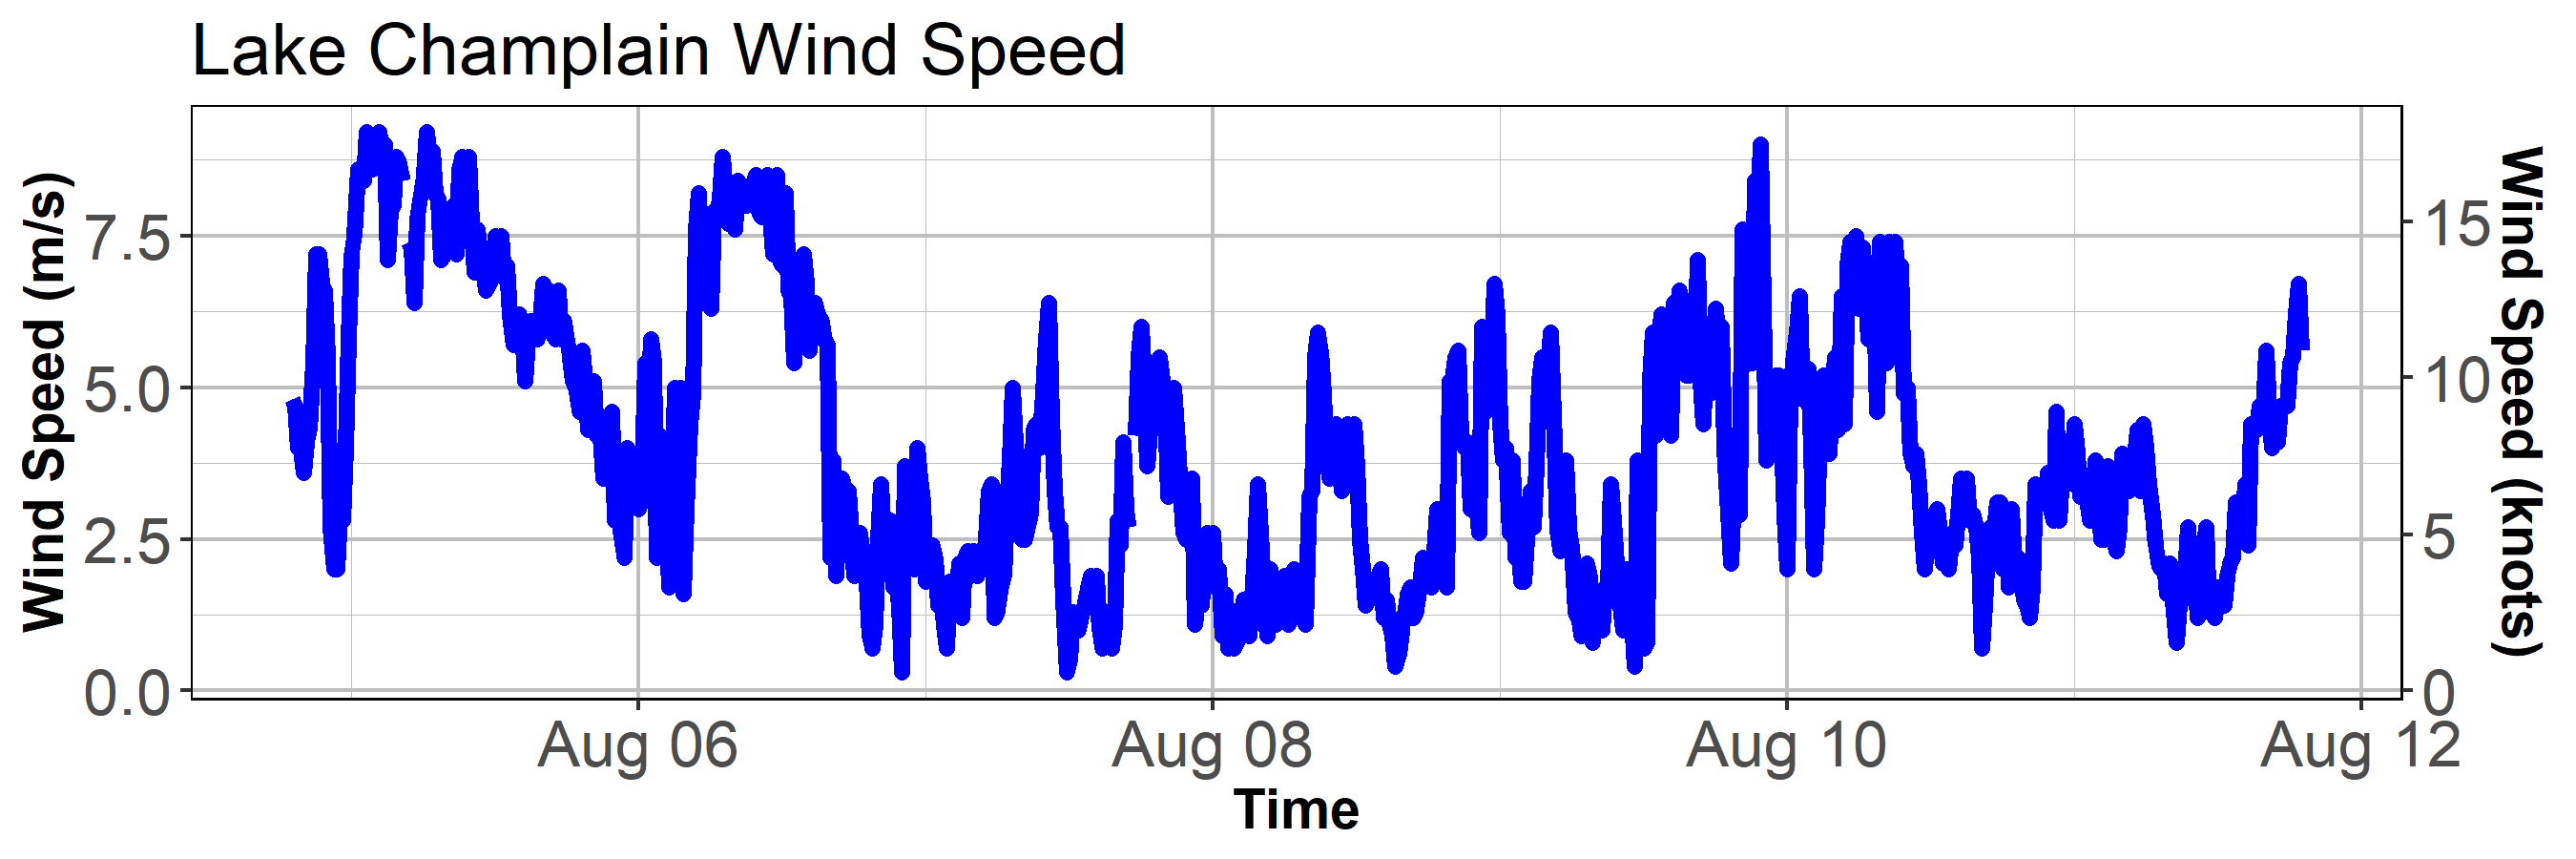 Lake Champlain Wind Speed
Wind Speed (m/s)
7.5
5.0
2.5
0.0
15
10
5
0
Wind Speed (knots)
Aug 06
Aug 08
Aug 10
Aug 12
Time